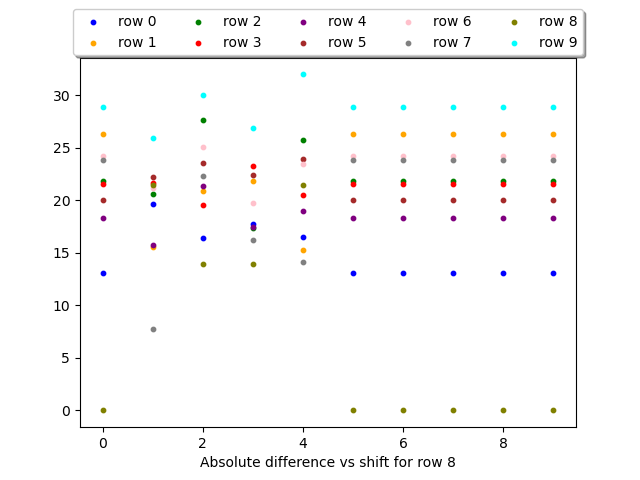 row 0 row 2 row 4 row 6 row 8
row 1 row 3 row 5 row 7 row 9
30
25
20
15
10
5
0
0 2 4 6 8
Absolute difference vs shift for row 8